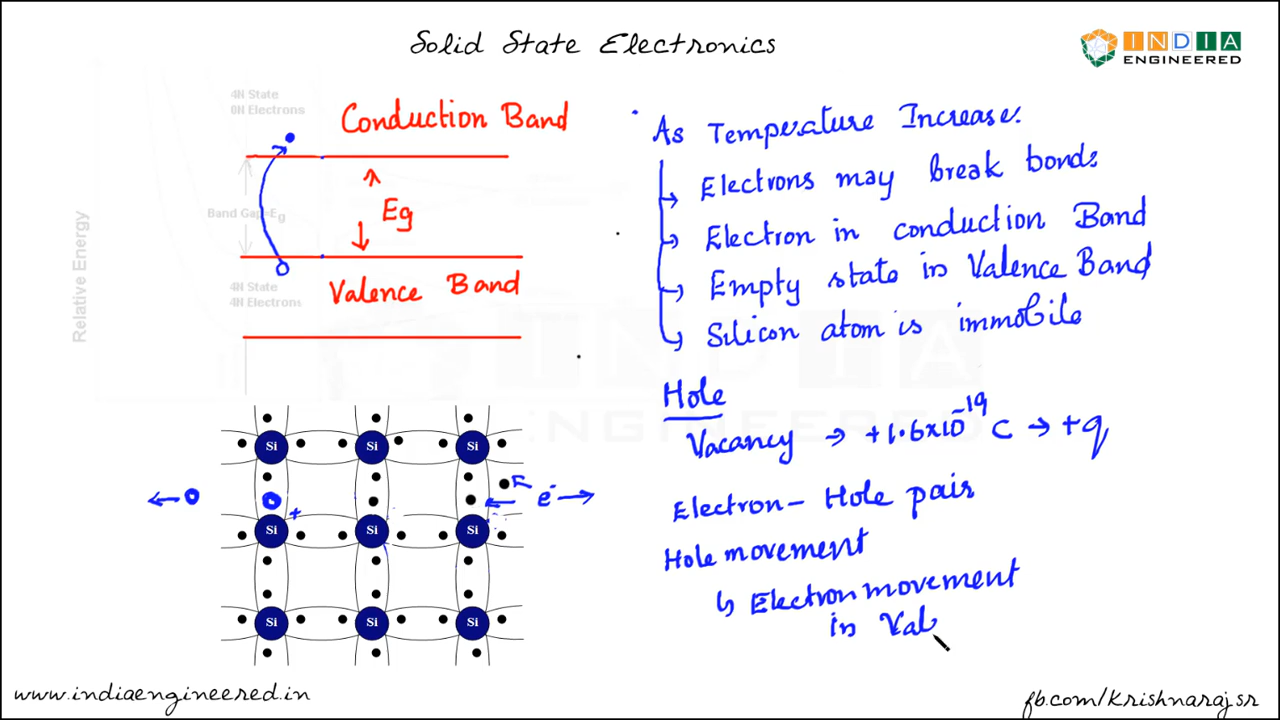 Solid State Electronics
INDIA
ENGINEERED
4N State
0N Electrons
Conduction Band
Band Gap=Eg
Eg
4N State
4N Electrons
Valence Band
Relative Energy
As Temperature Increase.
Electrons may break bonds
Electron in conduction Band
Empty state in Valence Band
Silicon atom is immobile
INDIA
ENGINEERED
Hole
Vacancy → +1.6x10⁻¹⁹ C → +q
Electron - Hole pair
Hole movement
↳ Electron movement
in Val
Si Si Si
← o + ← e⁻ →
Si Si Si
Si Si Si
www.indiaengineered.in
fb.com/krishnarajsr